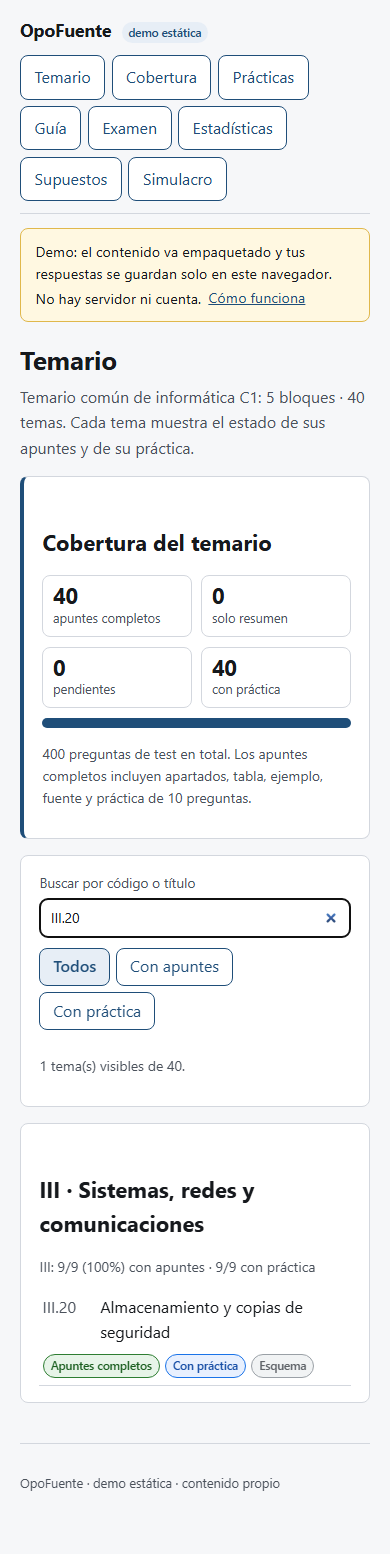 OpoFuente demo estática
Temario Cobertura Prácticas
Guía Examen Estadísticas
Supuestos Simulacro
Demo: el contenido va empaquetado y tus
respuestas se guardan solo en este navegador.
No hay servidor ni cuenta. Cómo funciona
Temario
Temario común de informática C1: 5 bloques · 40
temas. Cada tema muestra el estado de sus
apuntes y de su práctica.
Cobertura del temario
40 0
apuntes completos solo resumen
0 40
pendientes con práctica
400 preguntas de test en total. Los apuntes
completos incluyen apartados, tabla, ejemplo,
fuente y práctica de 10 preguntas.
Buscar por código o título
III.20
Todos Con apuntes
Con práctica
1 tema(s) visibles de 40.
III · Sistemas, redes y
comunicaciones
III: 9/9 (100%) con apuntes · 9/9 con práctica
III.20 Almacenamiento y copias de
seguridad
Apuntes completos Con práctica Esquema
OpoFuente · demo estática · contenido propio